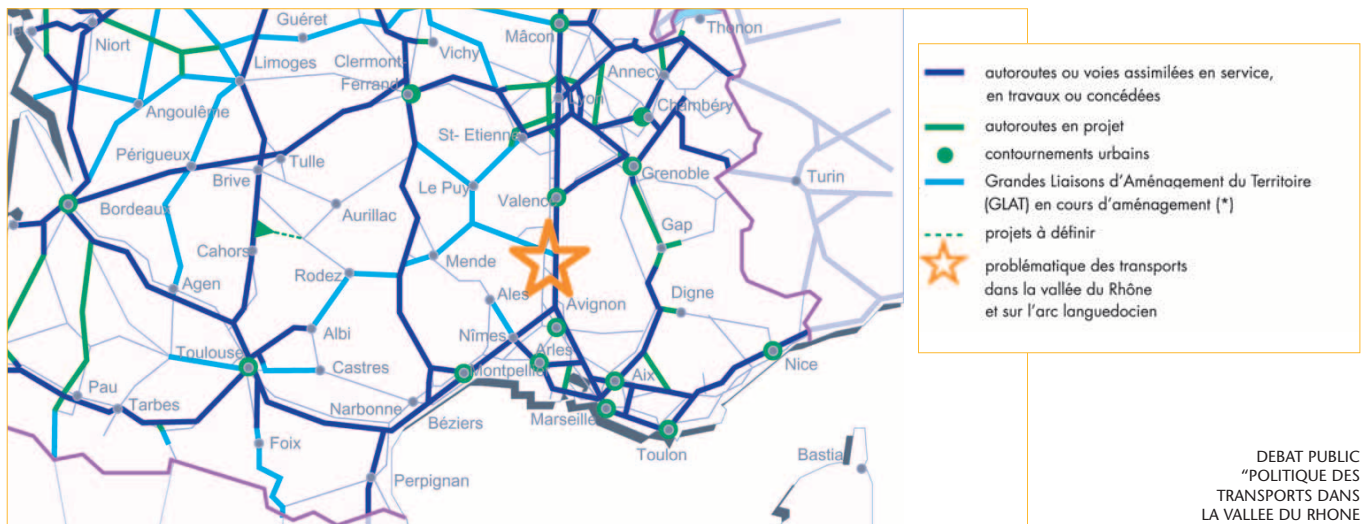 Guéret
Niort
Limoges
Clermont-
Ferrand
Vichy
Mâcon
Thonon
Annecy
Lyon
Chambéry
Angoulême
St- Etienne
Périgueux
Tulle
Brive
Le Puy
Grenoble
Turin
Valence
Bordeaux
Aurillac
Gap
Cahors
Mende
Rodez
Agen
Ales
Avignon
Digne
Albi
Nîmes
Arles
Toulouse
Castres
Montpellier
Aix
Nice
Pau
Tarbes
Narbonne
Béziers
Marseille
Toulon
Foix
Perpignan
Bastia
autoroutes ou voies assimilées en service,
en travaux ou concédées
autoroutes en projet
contournements urbains
Grandes Liaisons d'Aménagement du Territoire
(GLAT) en cours d'aménagement (*)
projets à définir
problématique des transports
dans la vallée du Rhône
et sur l'arc languedocien
DEBAT PUBLIC
"POLITIQUE DES
TRANSPORTS DANS
LA VALLEE DU RHONE